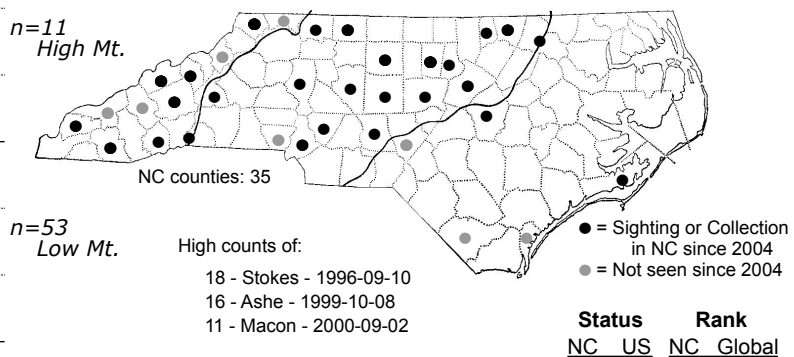 n=11
High Mt.
NC counties: 35
n=53
Low Mt.
High counts of:
18 - Stokes - 1996-09-10
16 - Ashe - 1999-10-08
11 - Macon - 2000-09-02
= Sighting or Collection
in NC since 2004
= Not seen since 2004
Status Rank
NC US NC Global